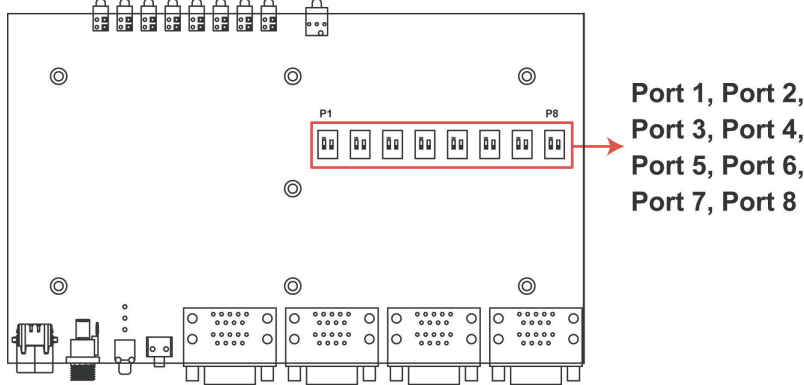 P1 P8
Port 1, Port 2,
Port 3, Port 4,
Port 5, Port 6,
Port 7, Port 8